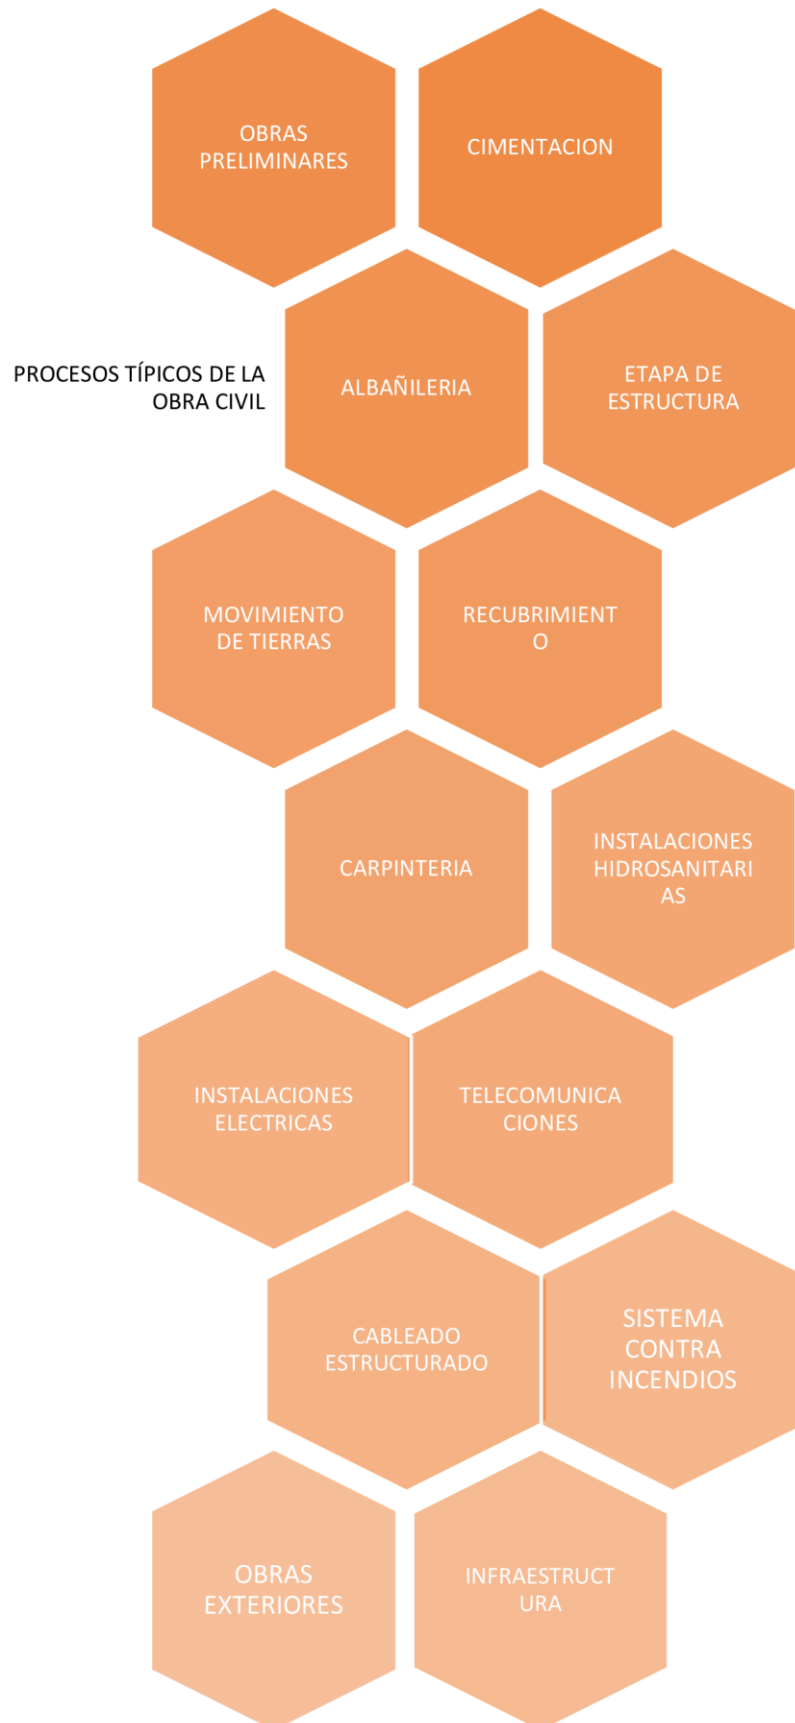 OBRAS
PRELIMINARES
CIMENTACION
PROCESOS TÍPICOS DE LA
OBRA CIVIL
ALBAÑILERIA
ETAPA DE
ESTRUCTURA
MOVIMIENTO
DE TIERRAS
RECUBRIMIENT
O
CARPINTERIA
INSTALACIONES
HIDROSANITARI
AS
INSTALACIONES
ELECTRICAS
TELECOMUNICA
CIONES
CABLEADO
ESTRUCTURADO
SISTEMA
CONTRA
INCENDIOS
OBRAS
EXTERIORES
INFRAESTRUCT
URA